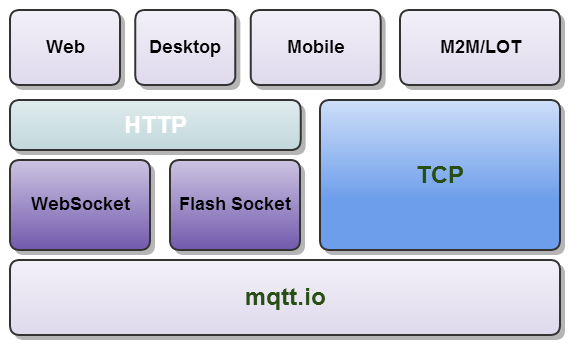 Web
Desktop
Mobile
M2M/LOT
HTTP
TCP
WebSocket
Flash Socket
mqtt.io